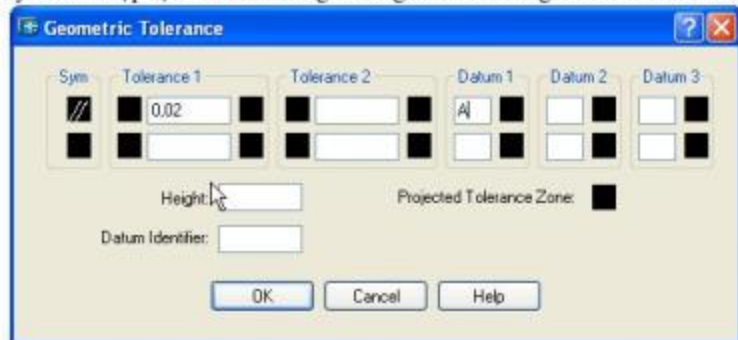 Geometric Tolerance
Sym Tolerance 1 Tolerance 2 Datum 1 Datum 2 Datum 3
// 0.02 A
Height:
Projected Tolerance Zone:
Datum Identifier:
OK Cancel Help